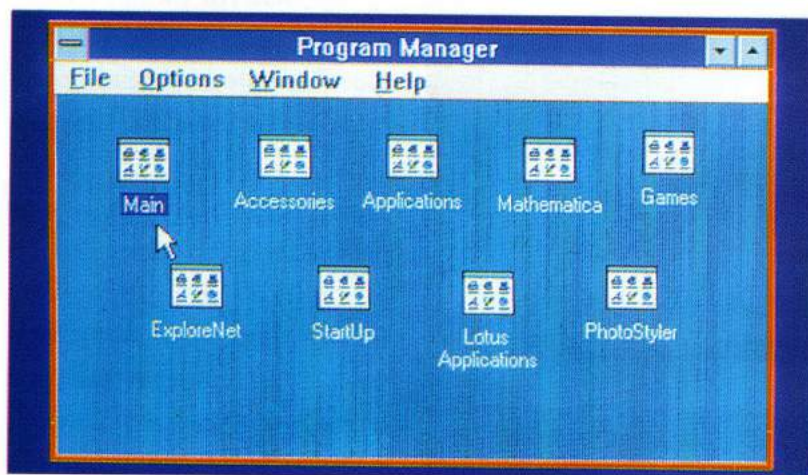 Program Manager
File Options Window Help
Main Accessories Applications Mathematica Games
ExploreNet StartUp Lotus Applications PhotoStyler